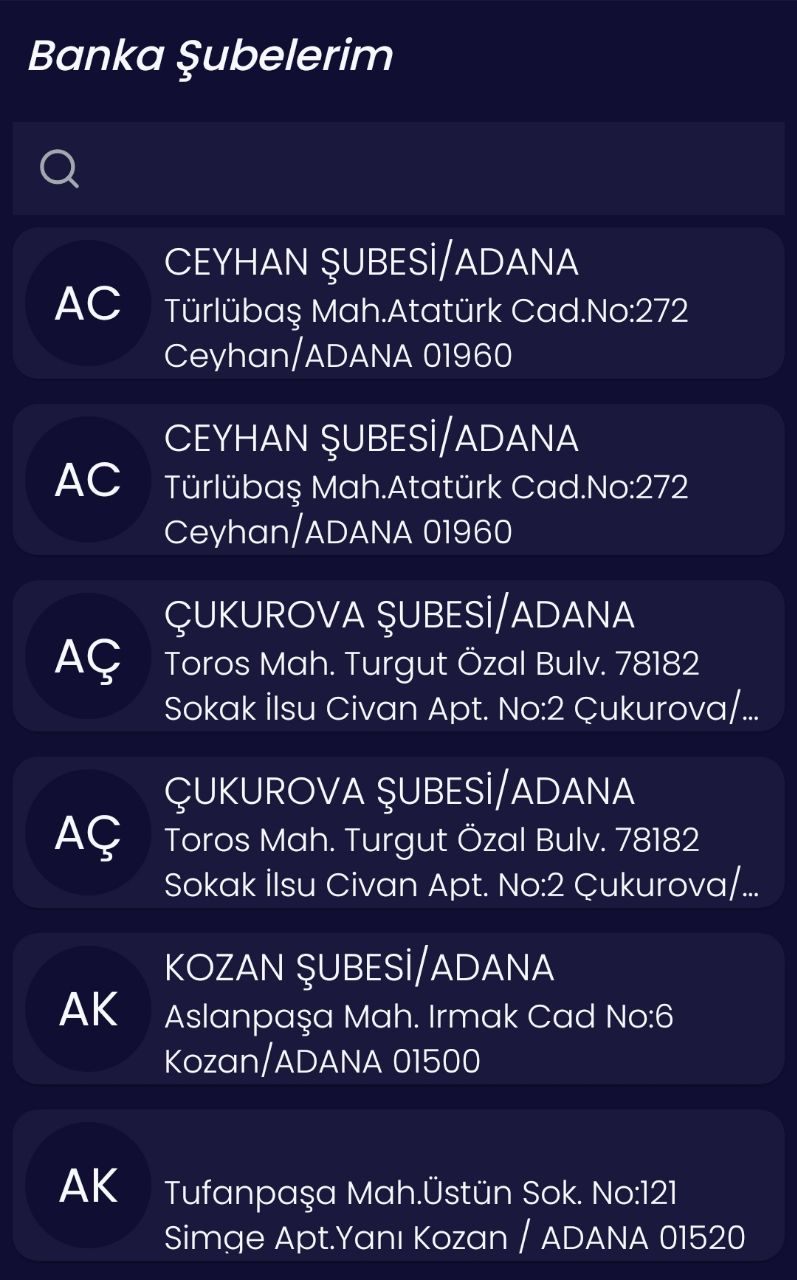 Banka Şubelerim
AC
CEYHAN ŞUBESİ/ADANA
Türlübaş Mah.Atatürk Cad.No:272
Ceyhan/ADANA 01960
AC
CEYHAN ŞUBESİ/ADANA
Türlübaş Mah.Atatürk Cad.No:272
Ceyhan/ADANA 01960
AÇ
ÇUKUROVA ŞUBESİ/ADANA
Toros Mah. Turgut Özal Bulv. 78182
Sokak İlsu Civan Apt. No:2 Çukurova/...
AÇ
ÇUKUROVA ŞUBESİ/ADANA
Toros Mah. Turgut Özal Bulv. 78182
Sokak İlsu Civan Apt. No:2 Çukurova/...
AK
KOZAN ŞUBESİ/ADANA
Aslanpaşa Mah. Irmak Cad No:6
Kozan/ADANA 01500
AK
Tufanpaşa Mah.Üstün Sok. No:121
Simge Apt.Yanı Kozan / ADANA 01520